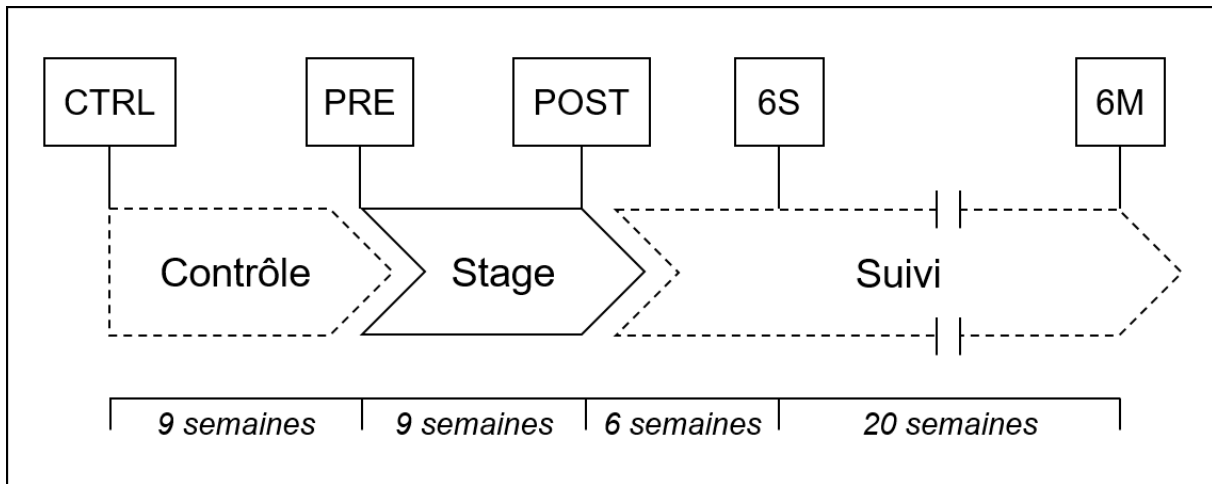 CTRL PRE POST 6S 6M
Contrôle Stage Suivi
9 semaines 9 semaines 6 semaines 20 semaines